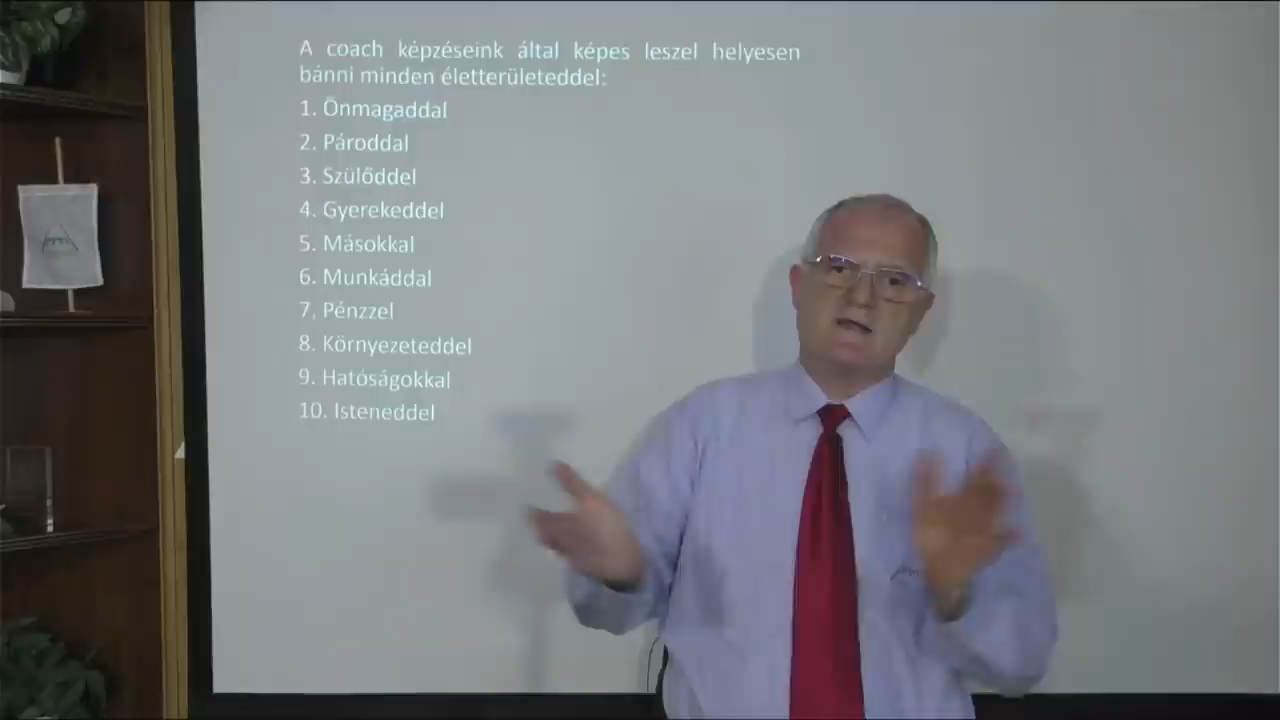 A coach képzéseink által képes leszel helyesen
bánni minden életterületeddel:
1. Önmagaddal
2. Pároddal
3. Szülőddel
4. Gyerekeddel
5. Másokkal
6. Munkáddal
7. Pénzzel
8. Környezeteddel
9. Hatóságokkal
10. Isteneddel